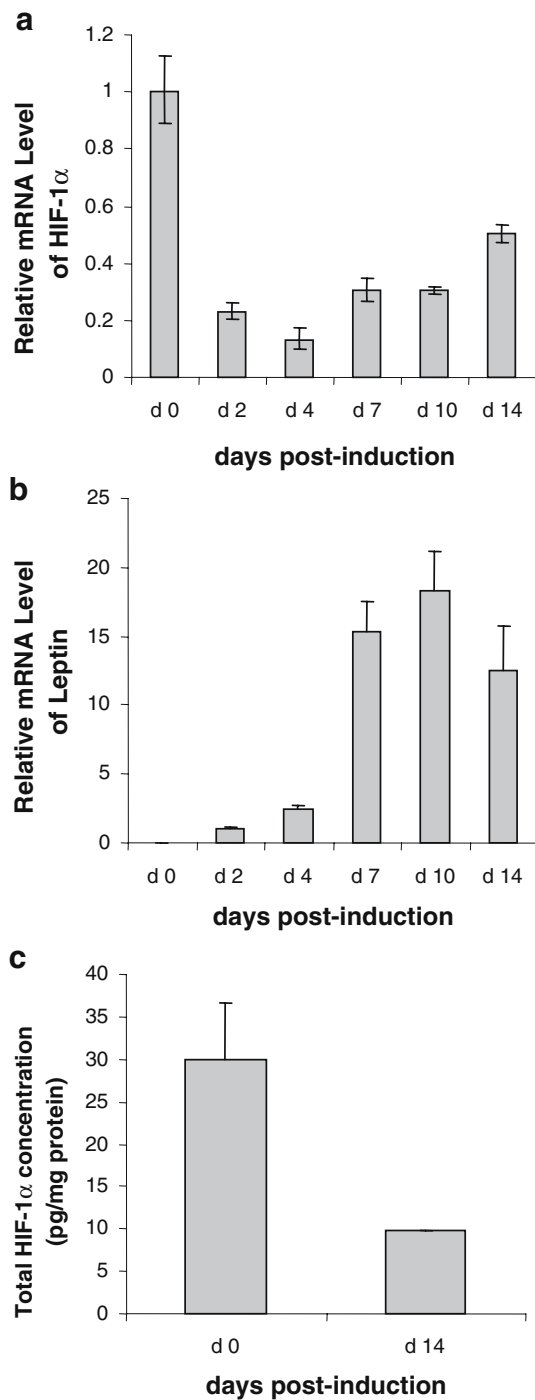 a
Relative mRNA Level
of HIF-1α
1.2
1
0.8
0.6
0.4
0.2
0
d 0 d 2 d 4 d 7 d 10 d 14
days post-induction
b
Relative mRNA Level
of Leptin
25
20
15
10
5
0
d 0 d 2 d 4 d 7 d 10 d 14
days post-induction
c
Total HIF-1α concentration
(pg/mg protein)
40
35
30
25
20
15
10
5
0
d 0 d 14
days post-induction